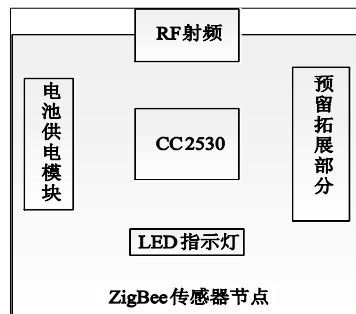 RF射频
电池供电模块
CC2530
预留拓展部分
LED指示灯
ZigBee传感器节点